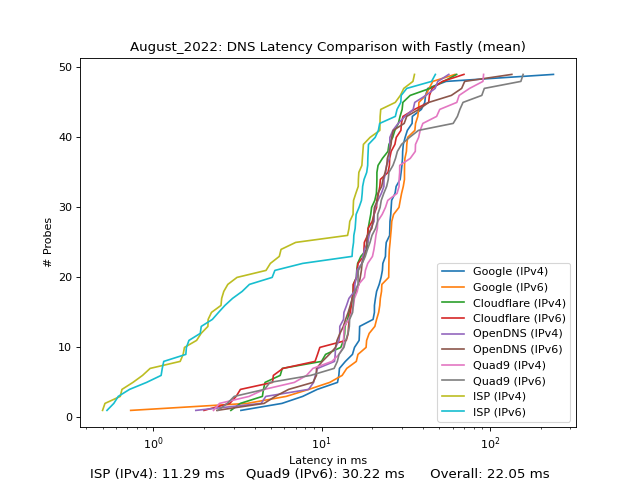 August_2022: DNS Latency Comparison with Fastly (mean)
50
40
30
20
10
0
# Probes
Google (IPv4)
Google (IPv6)
Cloudflare (IPv4)
Cloudflare (IPv6)
OpenDNS (IPv4)
OpenDNS (IPv6)
Quad9 (IPv4)
Quad9 (IPv6)
ISP (IPv4)
ISP (IPv6)
10⁰ 10¹ 10²
Latency in ms
ISP (IPv4): 11.29 ms Quad9 (IPv6): 30.22 ms Overall: 22.05 ms